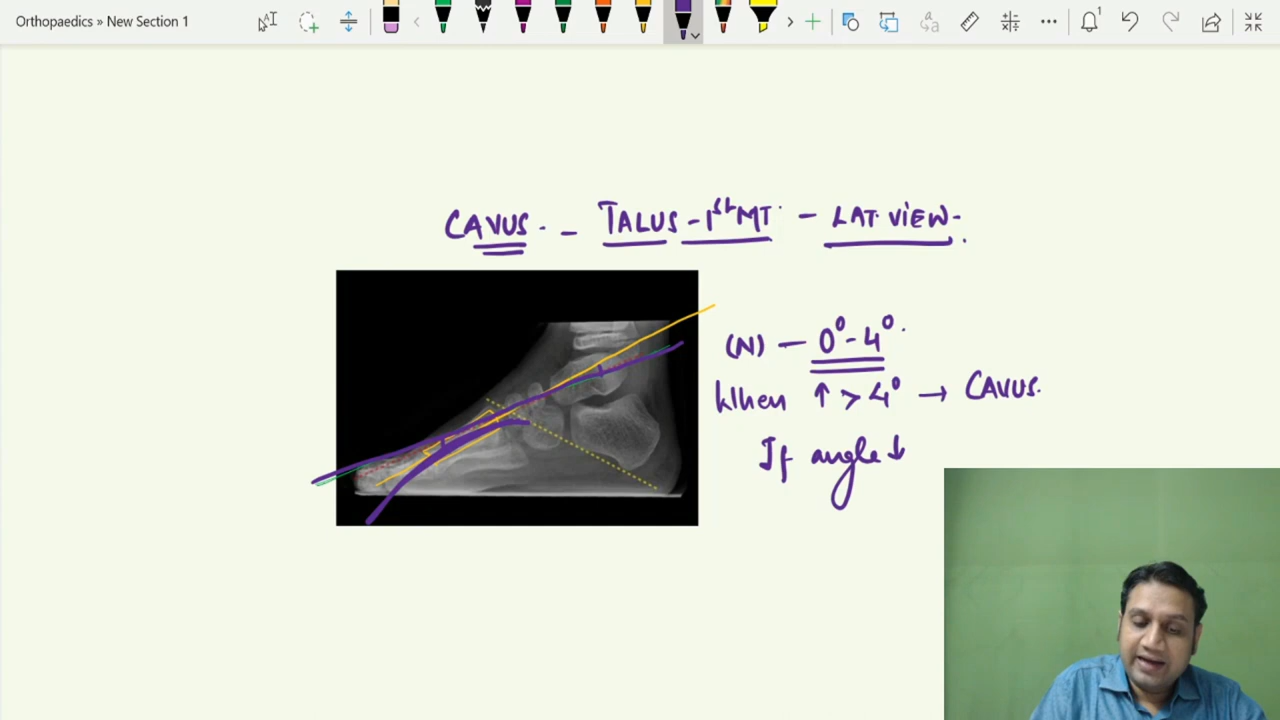 Orthopaedics » New Section 1
CAVUS. - TALUS - 1st MT. - LAT. VIEW.
(N) - 0° - 4°.
When ↑ > 4° → CAVUS.
If angle ↓